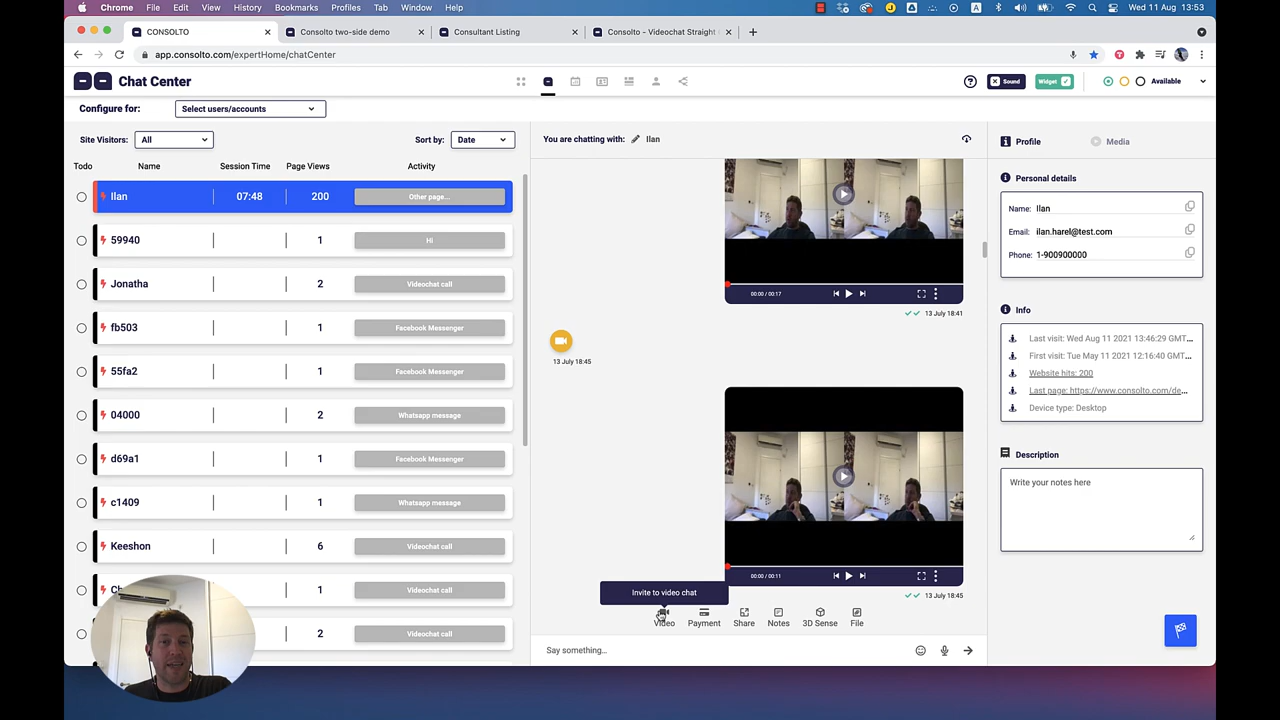 Chrome File Edit View History Bookmarks Profiles Tab Window Help
Wed 11 Aug 13:53
CONSOLTO
Consolto two-side demo
Consultant Listing
Consolto - Videochat Straight
app.consolto.com/expertHome/chatCenter
Chat Center
Sound
Widget
Available
Configure for:
Select users/accounts
Site Visitors:
All
Sort by:
Date
Todo Name Session Time Page Views Activity
Ilan 07:48 200 Other page...
59940 1 Hi
Jonatha 2 Videochat call
fb503 1 Facebook Messenger
55fa2 1 Facebook Messenger
04000 2 Whatsapp message
d69a1 1 Facebook Messenger
c1409 1 Whatsapp message
Keeshon 6 Videochat call
1 Videochat call
2 Videochat call
You are chatting with: Ilan
00:00 / 00:17
13 July 18:41
13 July 18:45
00:00 / 00:11
13 July 18:45
Invite to video chat
Video Payment Share Notes 3D Sense File
Say something...
Profile
Media
Personal details
Name: Ilan
Email: ilan.harel@test.com
Phone: 1-900900000
Info
Last visit: Wed Aug 11 2021 13:46:29 GMT...
First visit: Tue May 11 2021 12:16:40 GMT...
Website hits: 200
Last page: https://www.consolto.com/de...
Device type: Desktop
Description
Write your notes here